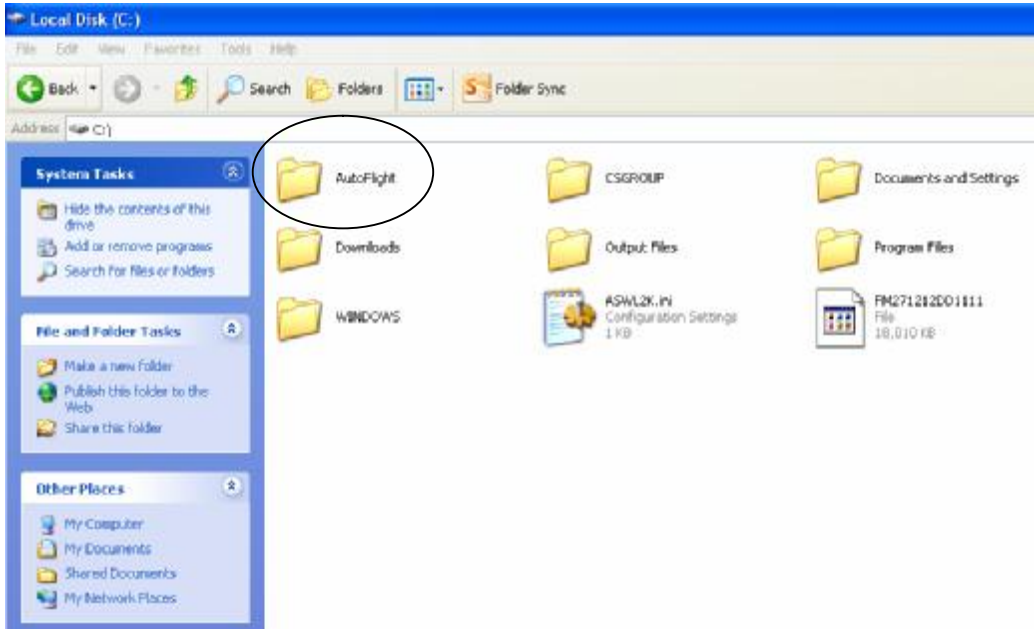 Local Disk (C:)
File Edit View Favorites Tools Help
Back Search Folders Folder Sync
Address C:\
System Tasks
Hide the contents of this
drive
Add or remove programs
Search for files or folders
File and Folder Tasks
Make a new folder
Publish this folder to the
Web
Share this folder
Other Places
My Computer
My Documents
Shared Documents
My Network Places
AutoFlight
CSGROUP
Documents and Settings
Downloads
Output Files
Program Files
WINDOWS
ASWL2K.ini
Configuration Settings
1 KB
File
18,010 KB